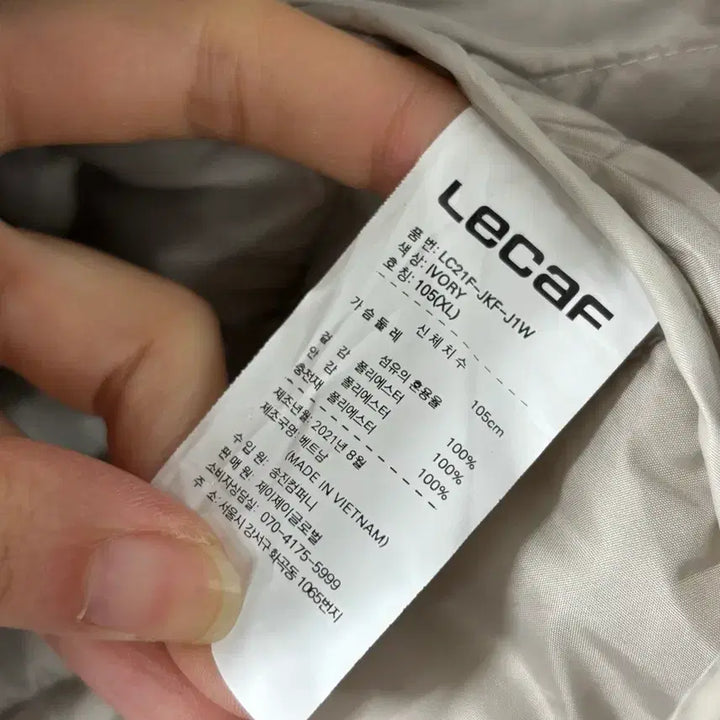 Lecaf
품 번: LC21F-JKF-J1W
색 상: IVORY
호 칭: 105(XL)
신체치수
가슴둘레 105cm
섬유의 혼용율
겉 감 폴리에스터 100%
안 감 폴리에스터 100%
충전재 폴리에스터 100%
제조년월: 2021년 8월
제조국명: 베트남
(MADE IN VIETNAM)
수 입 원: 송진컴퍼니
판 매 원: 제이제이글로벌
소비자상담실: 070-4175-5999
주 소: 서울시 강서구 화곡동 1065번지